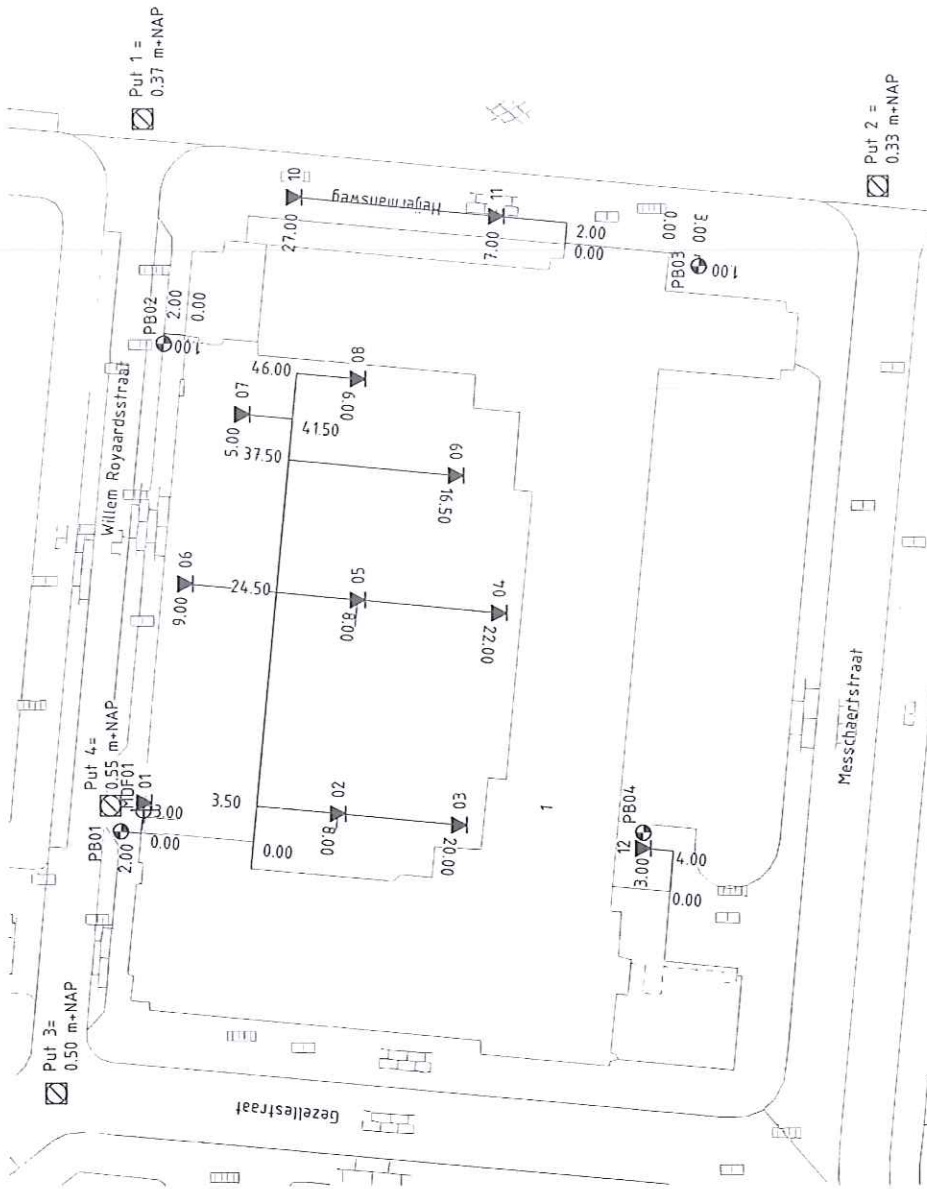 Put 1 =
0.37 m+NAP
Put 2 =
0.33 m+NAP
Put 3=
0.50 m+NAP
Put 4=
0.55 m+NAP
Willem Royaardsstraat
Heijermansweg
Messchaertstraat
Gezellestraat
PB01
2.00
MDF01
01
3.00
0.00
PB02
2.00
0.00
1.00
10
27.00
11
7.00
2.00
0.00
0.00
3.00
PB03
1.00
46.00
08
6.00
07
5.00
41.50
37.50
09
16.50
06
9.00
24.50
05
8.00
04
22.00
3.50
02
8.00
03
20.00
0.00
1
PB04
12
3.00
4.00
0.00